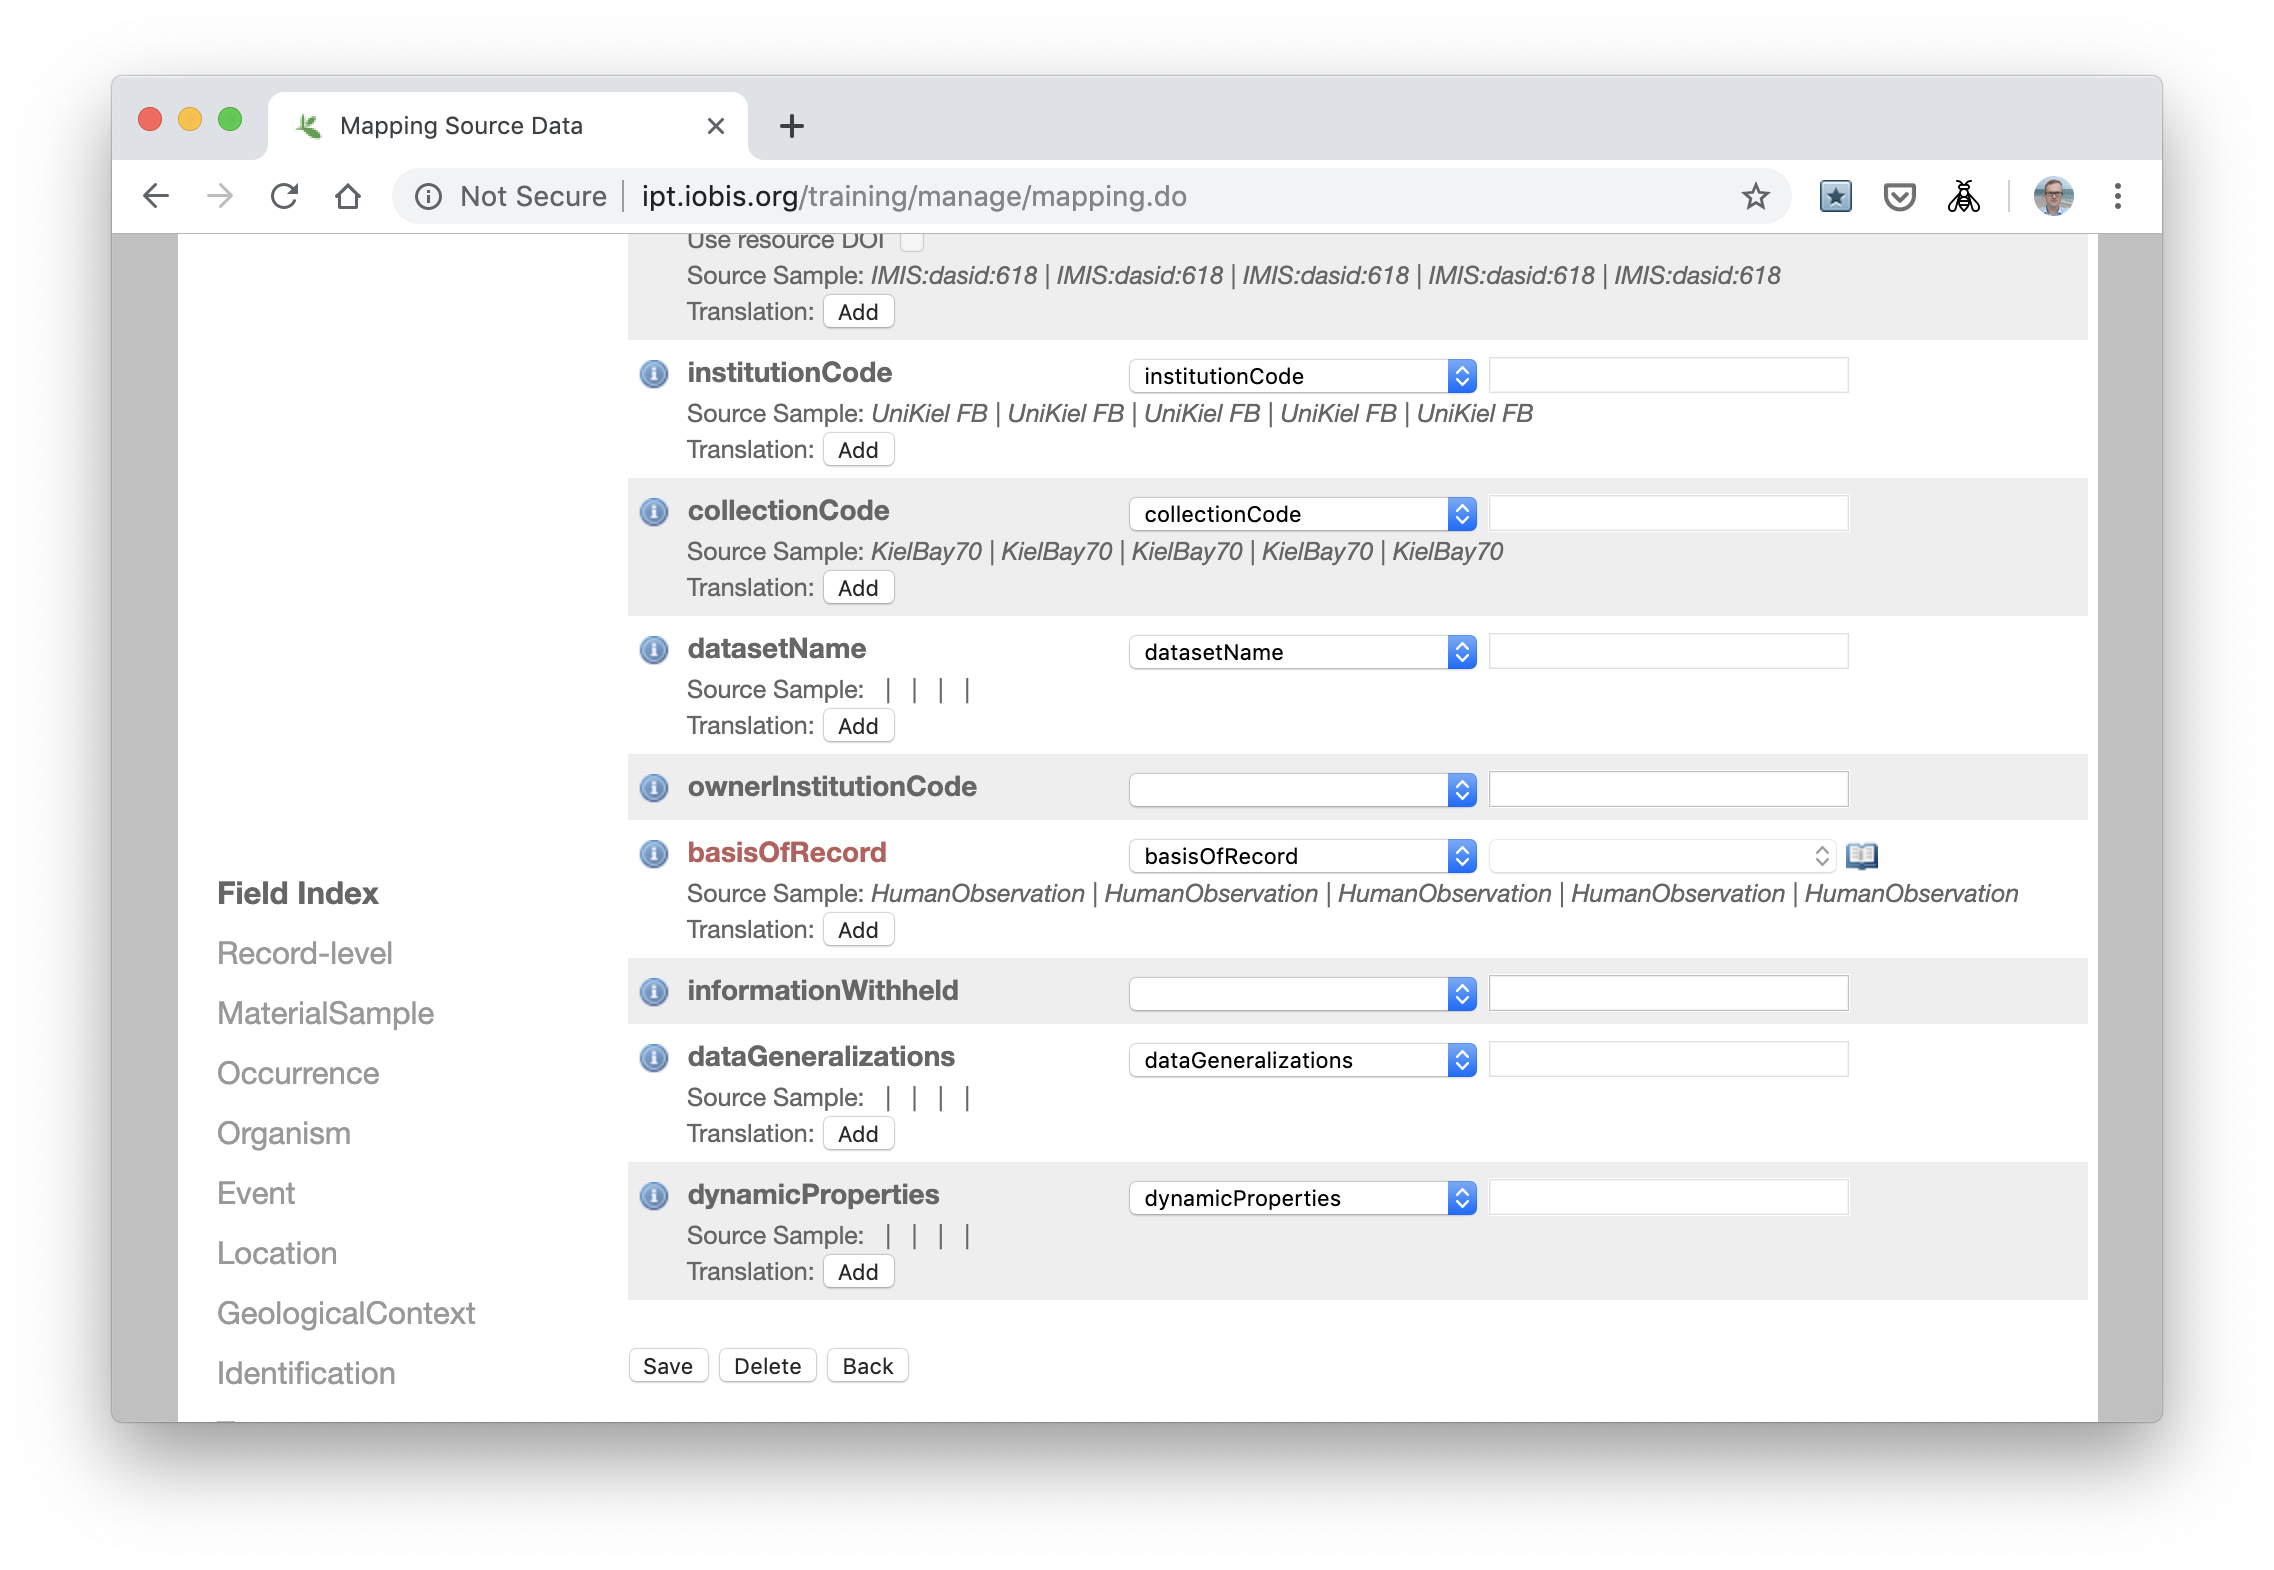 Mapping Source Data
Not Secure | ipt.iobis.org/training/manage/mapping.do
Use resource DOI
Source Sample: IMIS:dasid:618 | IMIS:dasid:618 | IMIS:dasid:618 | IMIS:dasid:618 | IMIS:dasid:618
Translation: Add
institutionCode institutionCode
Source Sample: UniKiel FB | UniKiel FB | UniKiel FB | UniKiel FB | UniKiel FB
Translation: Add
collectionCode collectionCode
Source Sample: KielBay70 | KielBay70 | KielBay70 | KielBay70 | KielBay70
Translation: Add
datasetName datasetName
Source Sample: | | | |
Translation: Add
ownerInstitutionCode
basisOfRecord basisOfRecord
Source Sample: HumanObservation | HumanObservation | HumanObservation | HumanObservation | HumanObservation
Translation: Add
informationWithheld
dataGeneralizations dataGeneralizations
Source Sample: | | | |
Translation: Add
dynamicProperties dynamicProperties
Source Sample: | | | |
Translation: Add
Save Delete Back
Field Index
Record-level
MaterialSample
Occurrence
Organism
Event
Location
GeologicalContext
Identification